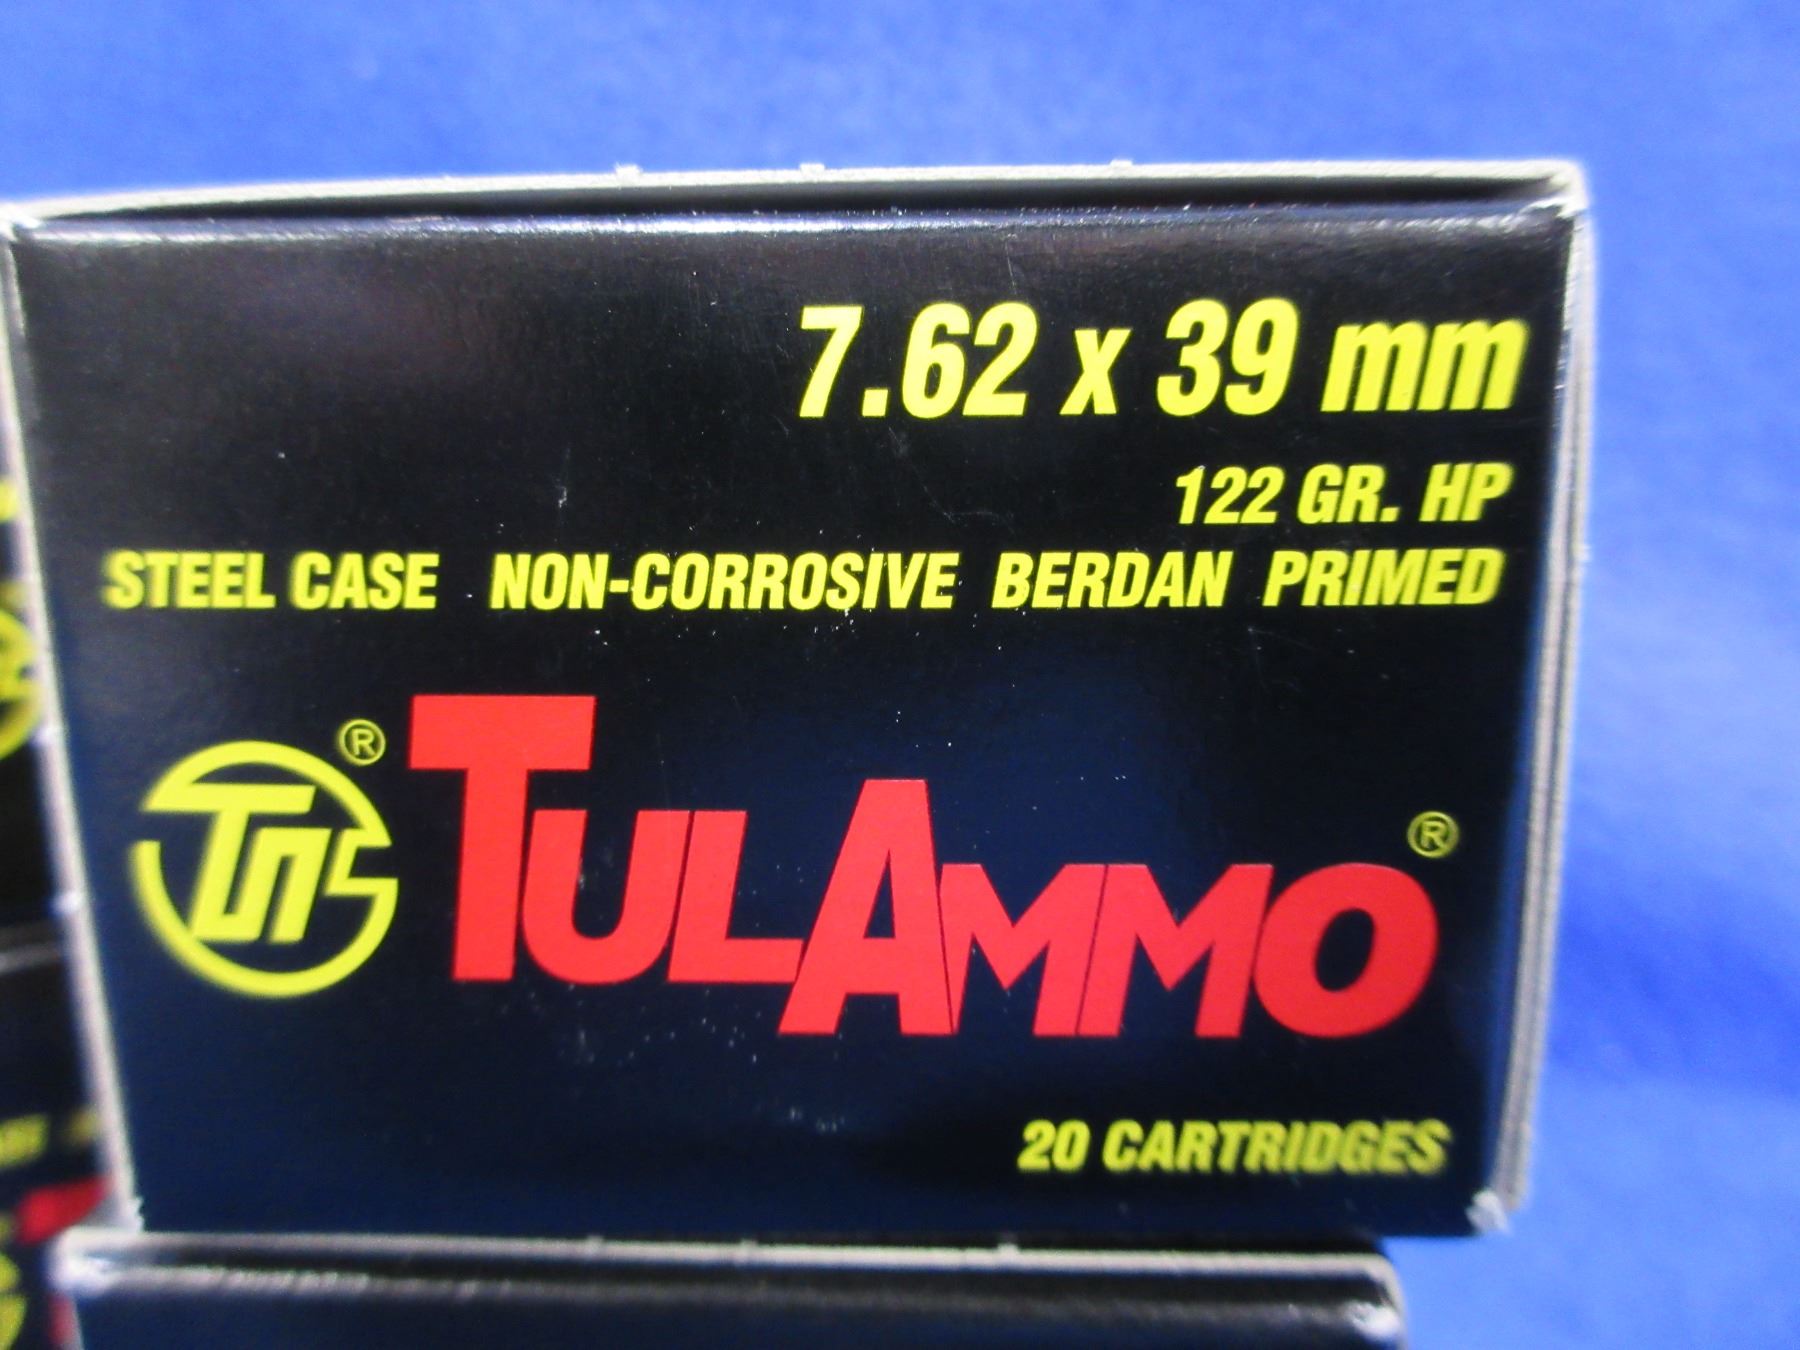 7.62 x 39 mm
122 GR. HP
STEEL CASE NON-CORROSIVE BERDAN PRIMED
®
TULAMMO ®
20 CARTRIDGES